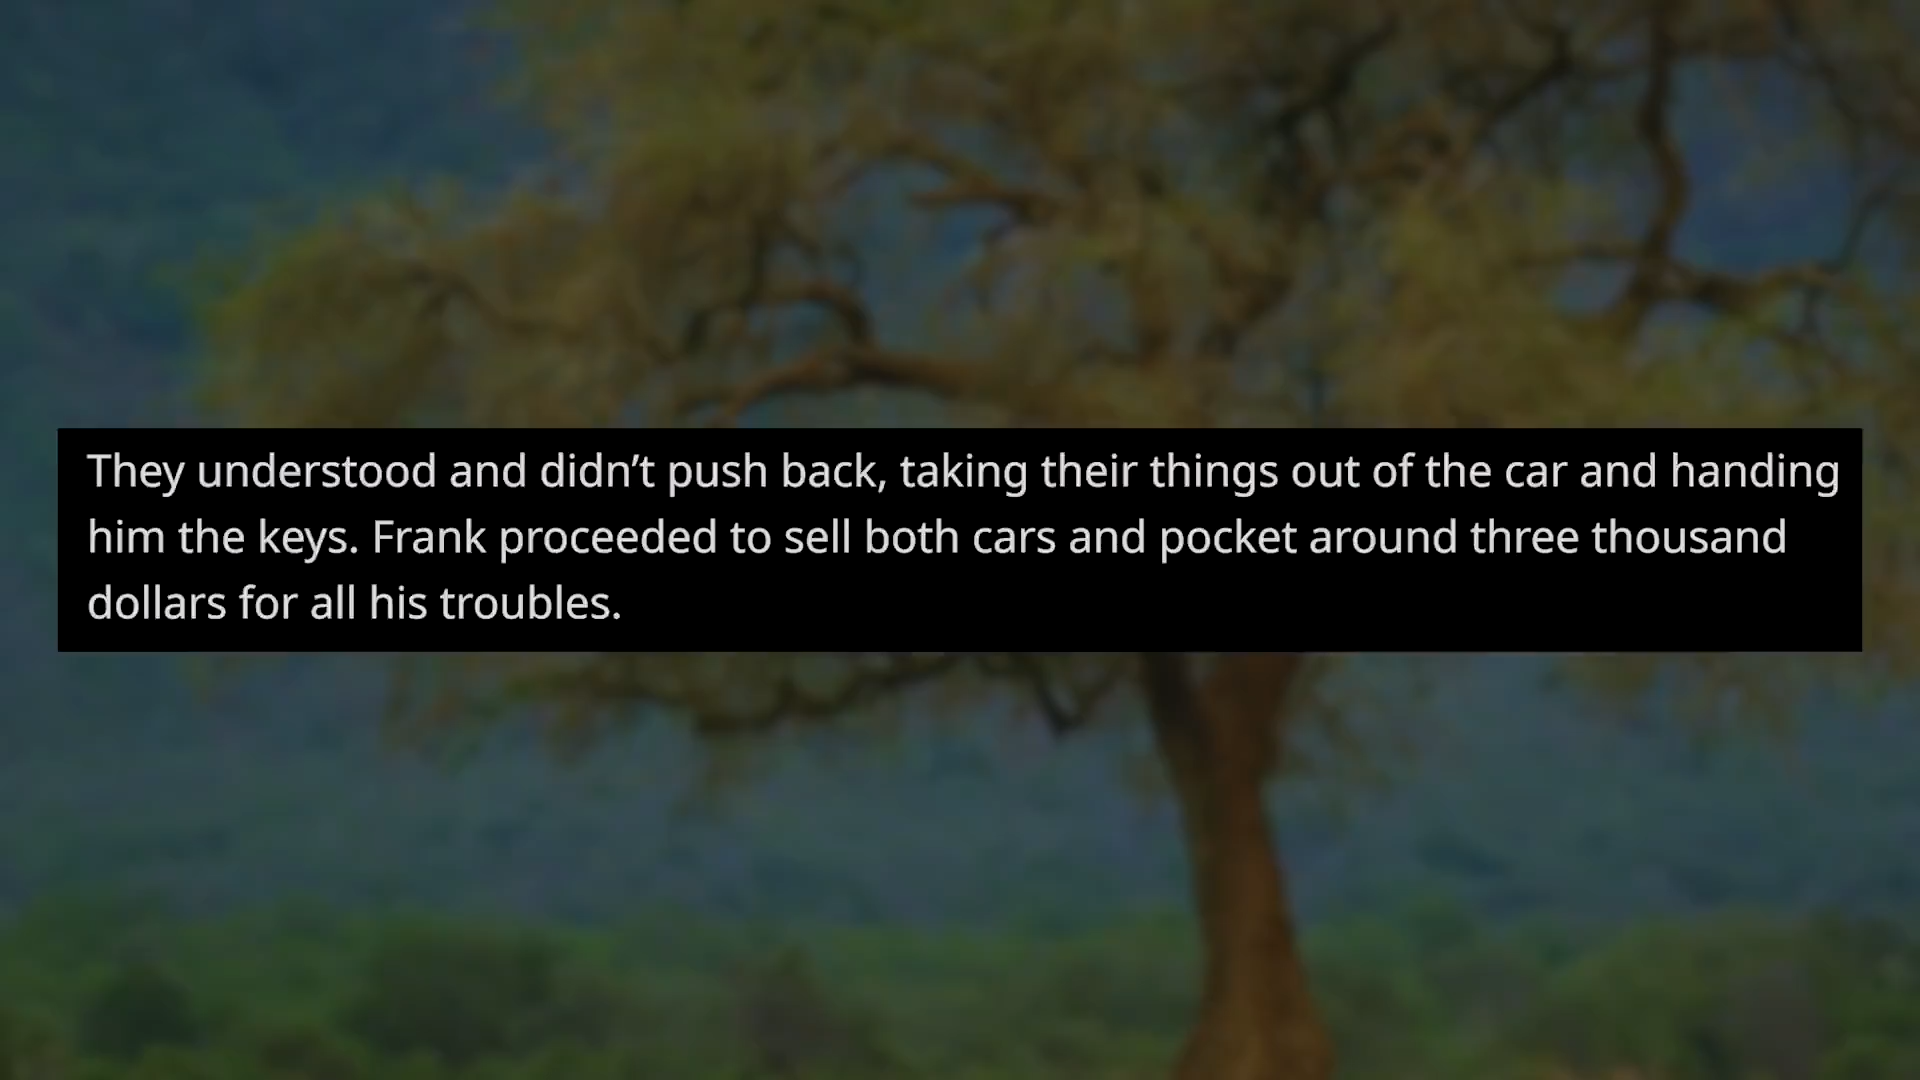 They understood and didn’t push back, taking their things out of the car and handing
him the keys. Frank proceeded to sell both cars and pocket around three thousand
dollars for all his troubles.